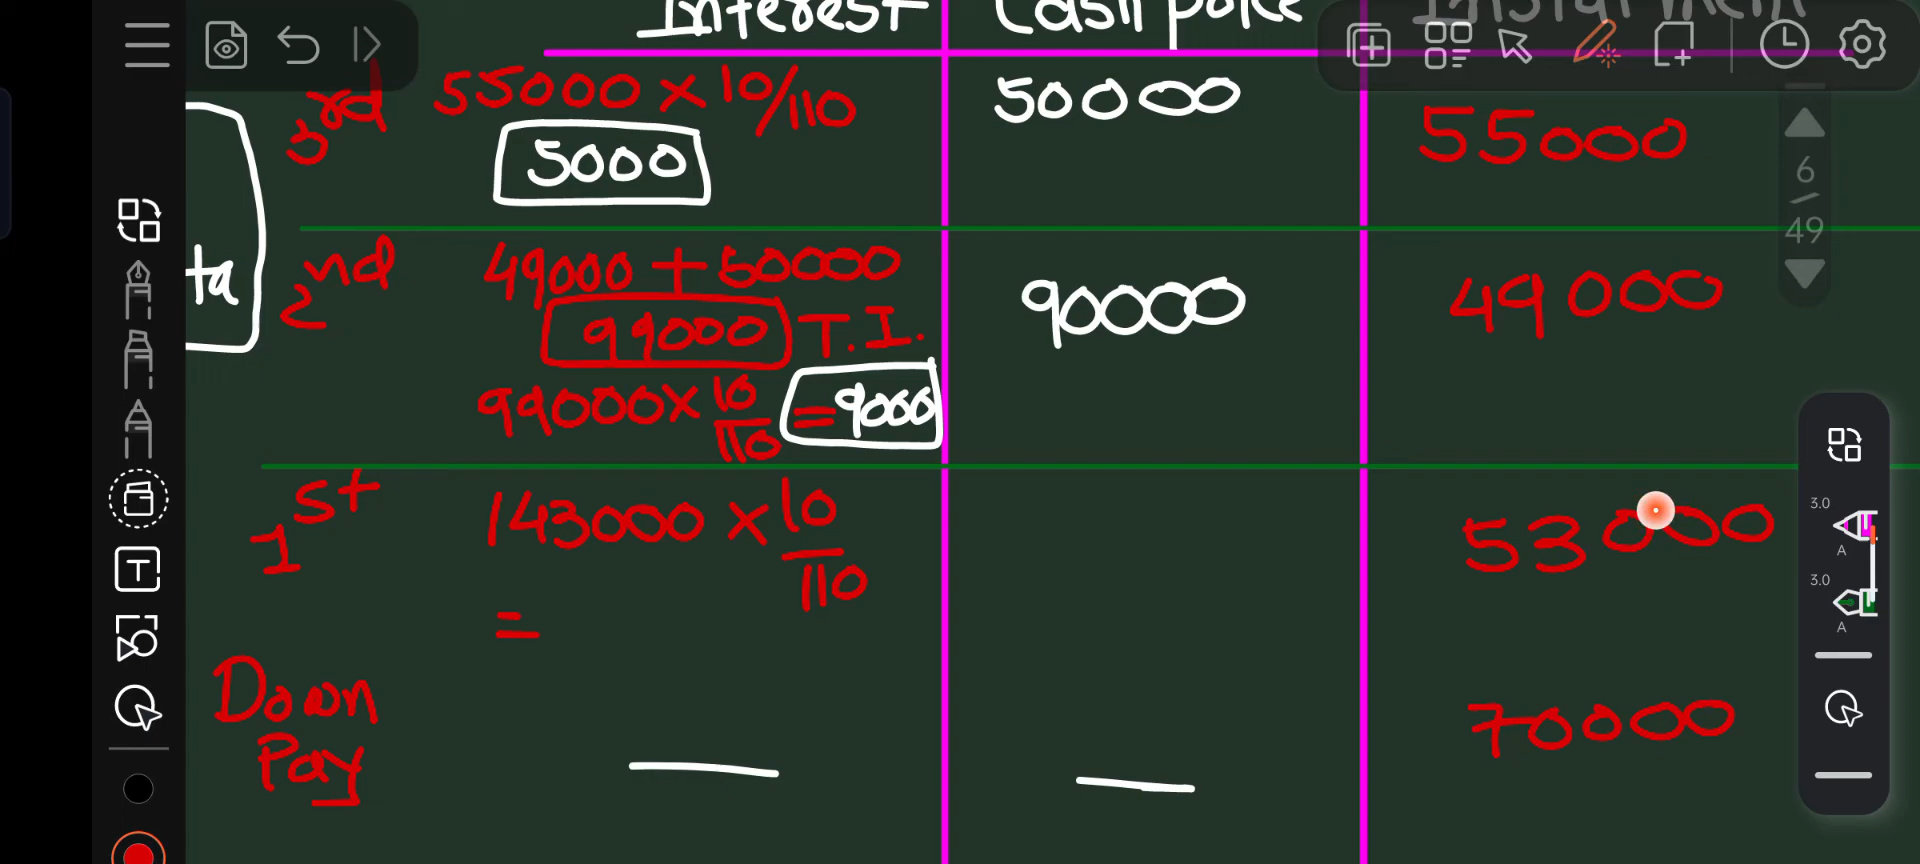 Interest Cash price Instalment
3rd 55000 × 10/110 50000 55000
5000
2nd 49000 + 50000 90000 49000
99000 T.I.
99000 × 10/110 = 9000
1st 143000 × 10/110 53000
=
Down 70000
Pay — —
ta
6
/
49
3.0
A
3.0
A
T